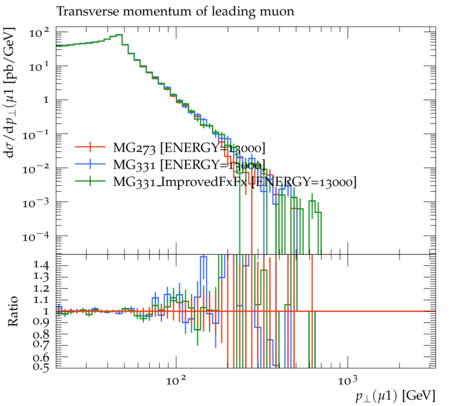 Transverse momentum of leading muon
dσ/dp⊥(μ1) [pb/GeV]
10²
10¹
1
10⁻¹
10⁻²
10⁻³
10⁻⁴
MG273 [ENERGY=13000]
MG331 [ENERGY=13000]
MG331_ImprovedFxFx [ENERGY=13000]
Ratio
1.4
1.3
1.2
1.1
1
0.9
0.8
0.7
0.6
0.5
10²
10³
p⊥(μ1) [GeV]